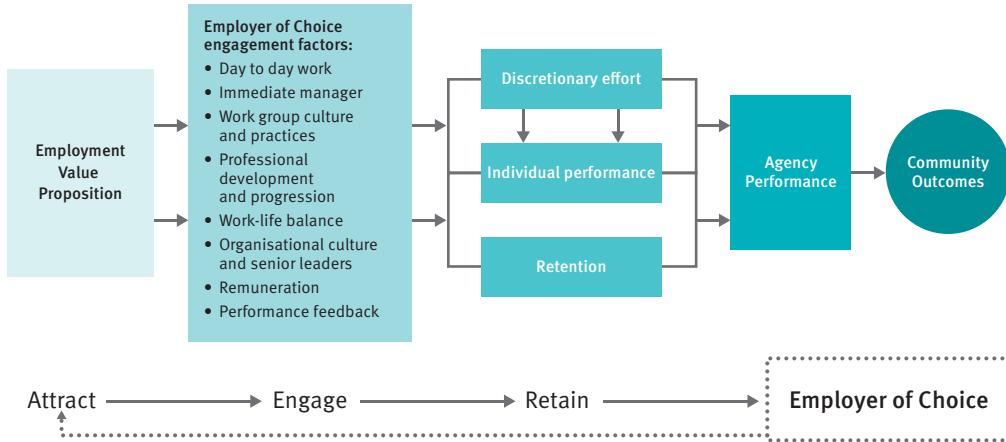 Employment
Value
Proposition
Employer of Choice
engagement factors:
• Day to day work
• Immediate manager
• Work group culture
and practices
• Professional
development
and progression
• Work-life balance
• Organisational culture
and senior leaders
• Remuneration
• Performance feedback
Discretionary effort
Individual performance
Retention
Agency
Performance
Community
Outcomes
Attract
Engage
Retain
Employer of Choice